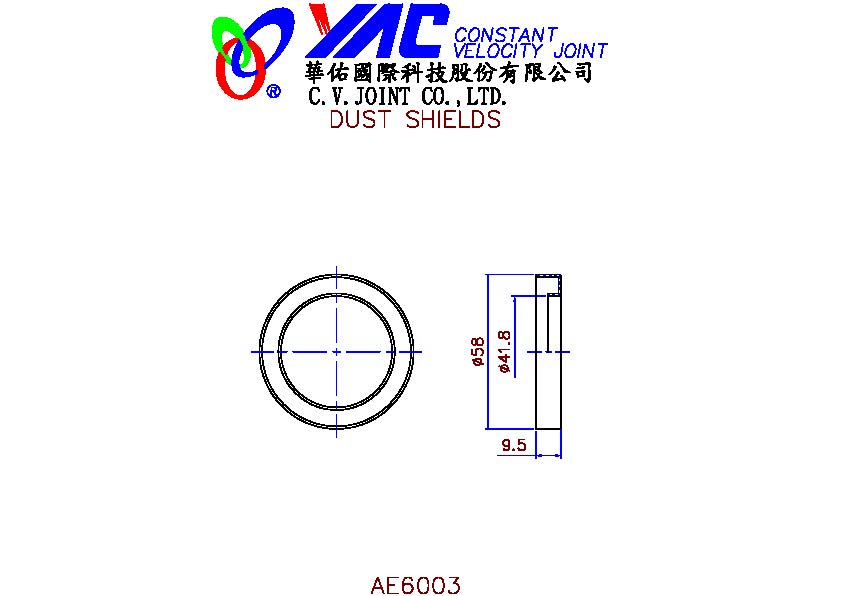 YAC CONSTANT
VELOCITY JOINT
華佑國際科技股份有限公司
®
C.V.JOINT CO.,LTD.
DUST SHIELDS
ø58
ø41.8
9.5
AE6003